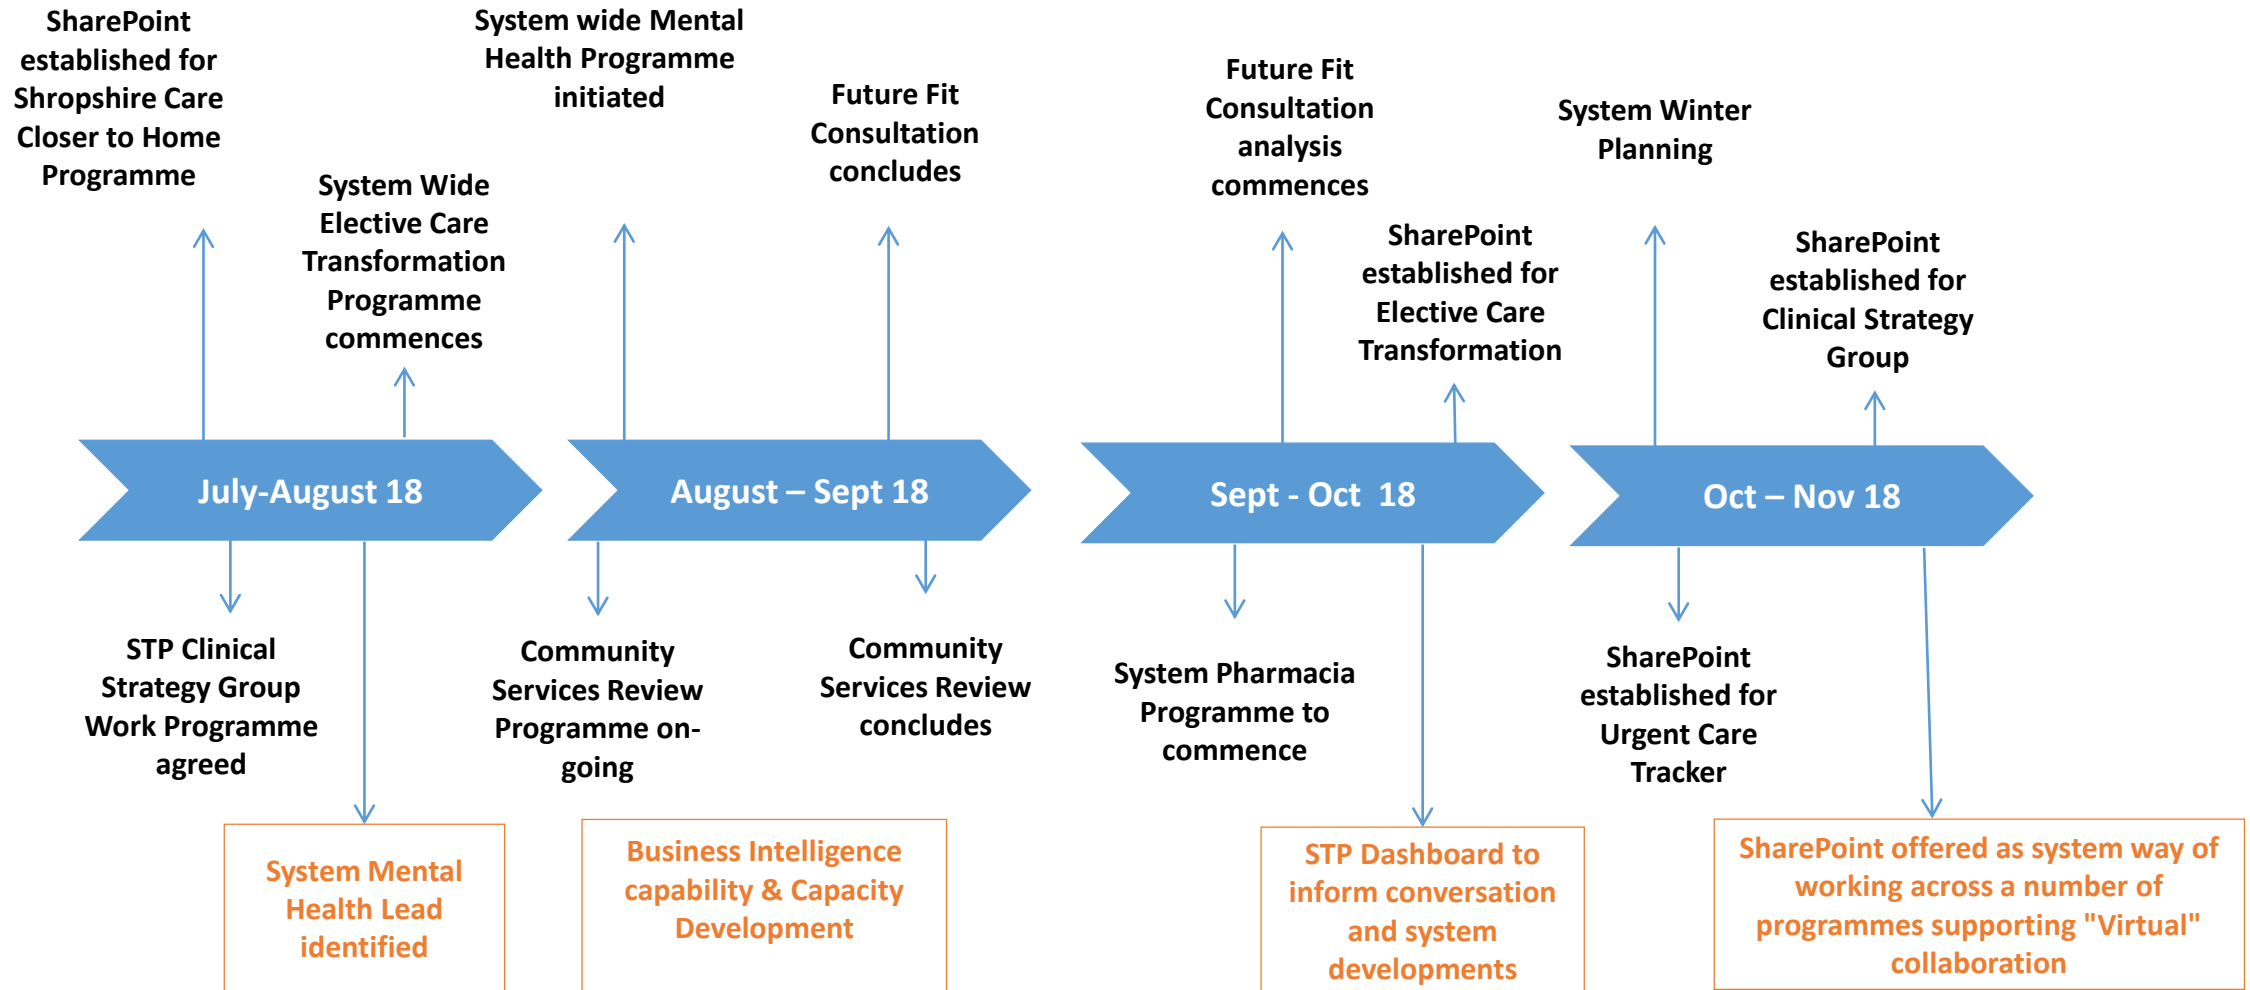 SharePoint
established for
Shropshire Care
Closer to Home
Programme
System Wide
Elective Care
Transformation
Programme
commences
System wide Mental
Health Programme
initiated
Future Fit
Consultation
concludes
Future Fit
Consultation
analysis
commences
SharePoint
established for
Elective Care
Transformation
System Winter
Planning
SharePoint
established for
Clinical Strategy
Group
July-August 18
August – Sept 18
Sept - Oct  18
Oct – Nov 18
STP Clinical
Strategy Group
Work Programme
agreed
Community
Services Review
Programme on-
going
Community
Services Review
concludes
System Pharmacia
Programme to
commence
SharePoint
established for
Urgent Care
Tracker
System Mental
Health Lead
identified
Business Intelligence
capability & Capacity
Development
STP Dashboard to
inform conversation
and system
developments
SharePoint offered as system way of
working across a number of
programmes supporting "Virtual"
collaboration